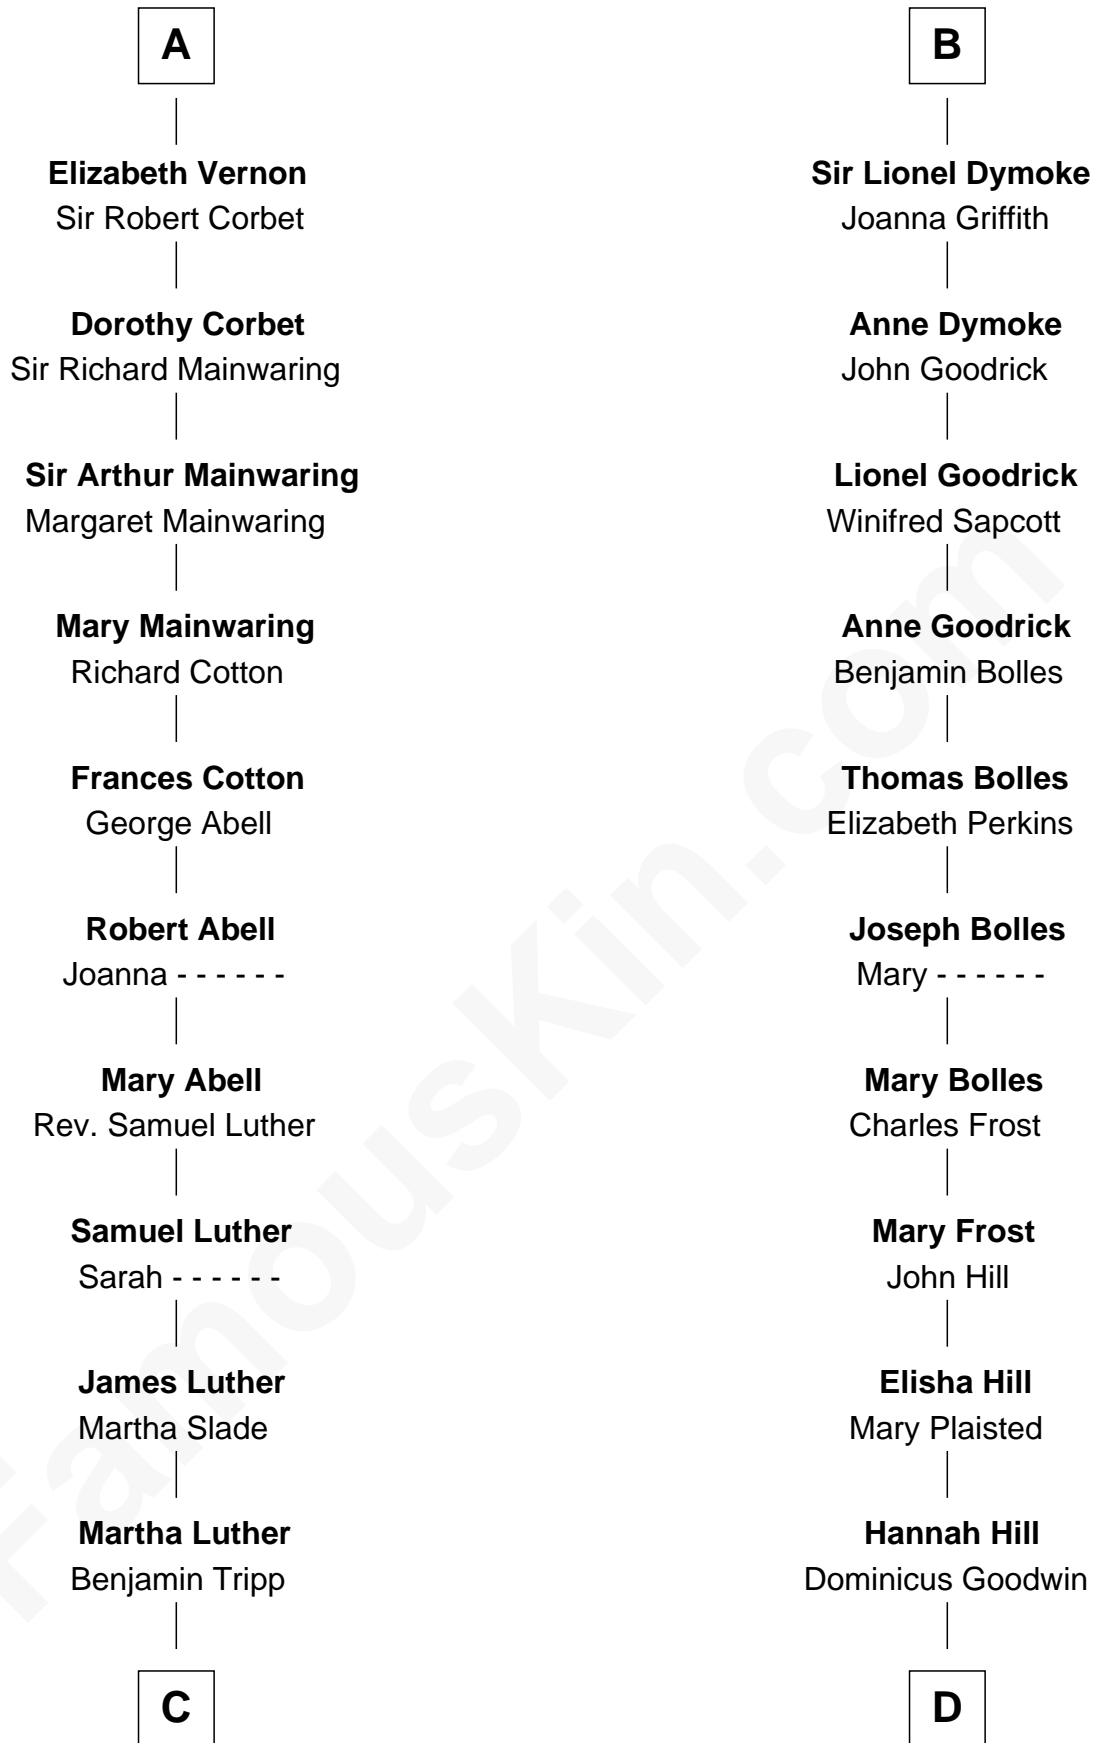 A
Elizabeth Vernon
Sir Robert Corbet
Dorothy Corbet
Sir Richard Mainwaring
Sir Arthur Mainwaring
Margaret Mainwaring
Mary Mainwaring
Richard Cotton
Frances Cotton
George Abell
Robert Abell
Joanna - - - - - -
Mary Abell
Rev. Samuel Luther
Samuel Luther
Sarah - - - - - -
James Luther
Martha Slade
Martha Luther
Benjamin Tripp
C
B
Sir Lionel Dymoke
Joanna Griffith
Anne Dymoke
John Goodrick
Lionel Goodrick
Winifred Sapcott
Anne Goodrick
Benjamin Bolles
Thomas Bolles
Elizabeth Perkins
Joseph Bolles
Mary - - - - - -
Mary Bolles
Charles Frost
Mary Frost
John Hill
Elisha Hill
Mary Plaisted
Hannah Hill
Dominicus Goodwin
D
FamousKin.com